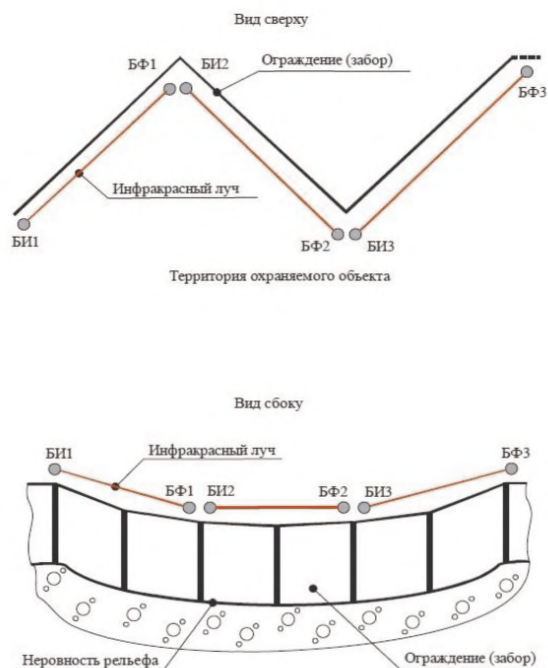 Вид сверху
БФ1
БИ2
Ограждение (забор)
БФ3
Инфракрасный луч
БИ1
БФ2
БИ3
Территория охраняемого объекта
Вид сбоку
БИ1
Инфракрасный луч
БФ1
БИ2
БФ2
БИ3
БФ3
Неровность рельефа
Ограждение (забор)